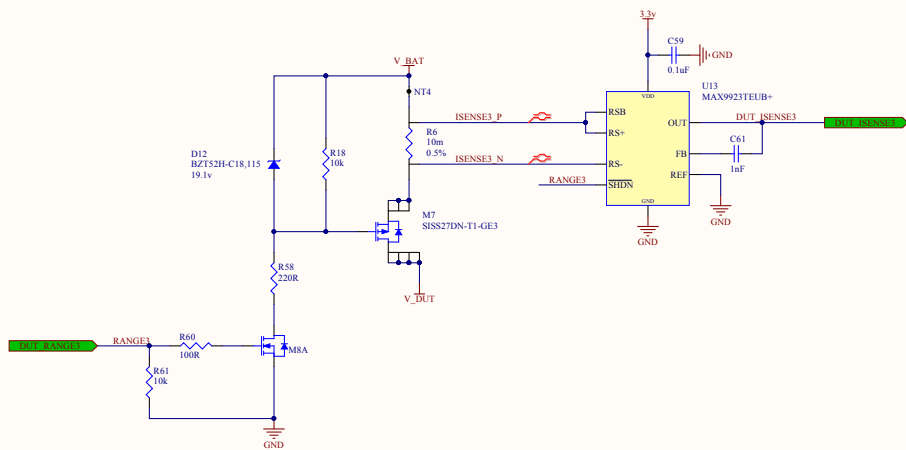 3.3v
C59
0.1uF
GND
V_BAT
NT4
U13
MAX9923TEUB+
VDD
ISENSE3_P
RSB
RS+
OUT
DUT_ISENSE3
DUT_ISENSE3
R6
10m
0.5%
D12
BZT52H-C18,115
19.1v
R18
10k
ISENSE3_N
RS-
FB
C61
1nF
RANGE3
SHDN
REF
GND
GND
GND
M7
SISS27DN-T1-GE3
R58
220R
V_DUT
DUT_RANGE3
RANGE3
R60
100R
M8A
R61
10k
GND